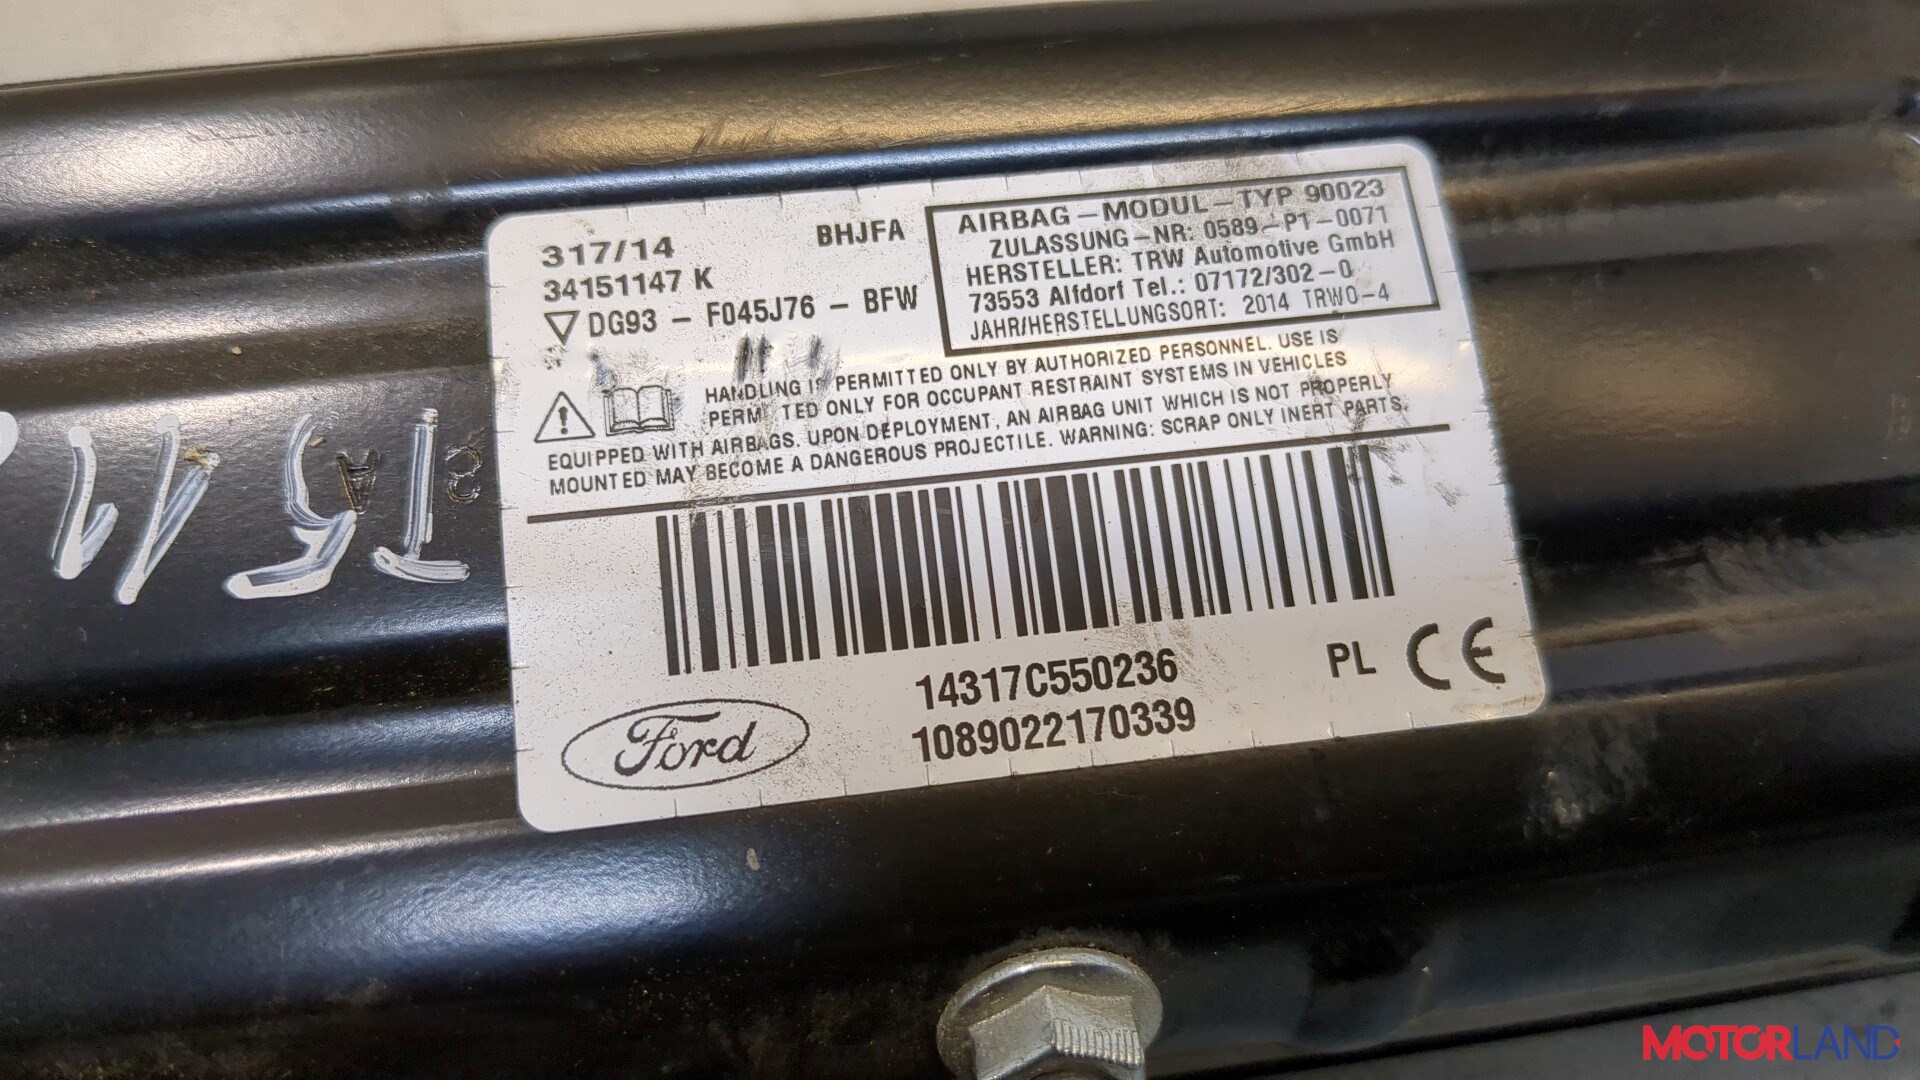 317/14
BHJFA
34151147 K
DG93 - F045J76 - BFW
AIRBAG-MODUL-TYP 90023
ZULASSUNG-NR: 0589-P1-0071
HERSTELLER: TRW Automotive GmbH
73553 Alfdorf Tel.: 07172/302-0
JAHR/HERSTELLUNGSORT: 2014 TRWO-4
HANDLING IS PERMITTED ONLY BY AUTHORIZED PERSONNEL. USE IS
PERMITTED ONLY FOR OCCUPANT RESTRAINT SYSTEMS IN VEHICLES
EQUIPPED WITH AIRBAGS. UPON DEPLOYMENT, AN AIRBAG UNIT WHICH IS NOT PROPERLY
MOUNTED MAY BECOME A DANGEROUS PROJECTILE. WARNING: SCRAP ONLY INERT PARTS.
14317C550236
1089022170339
PL CE
Ford
MOTORLAND